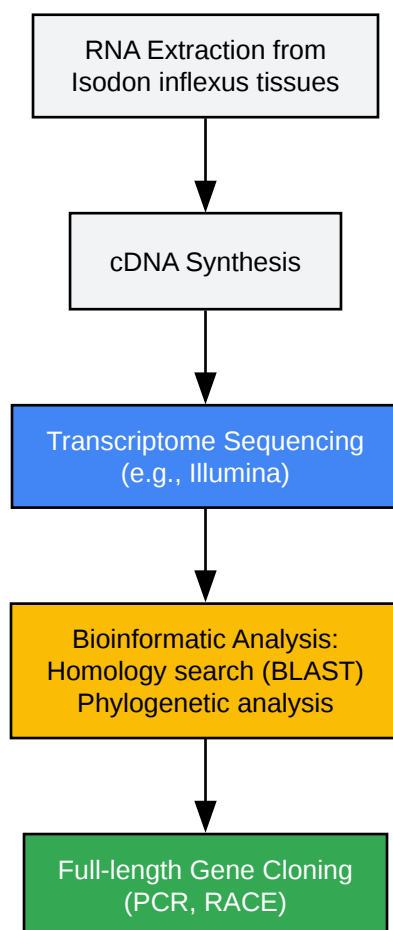 RNA Extraction from
Isodon inflexus tissues
cDNA Synthesis
Transcriptome Sequencing
(e.g., Illumina)
Bioinformatic Analysis:
Homology search (BLAST)
Phylogenetic analysis
Full-length Gene Cloning
(PCR, RACE)